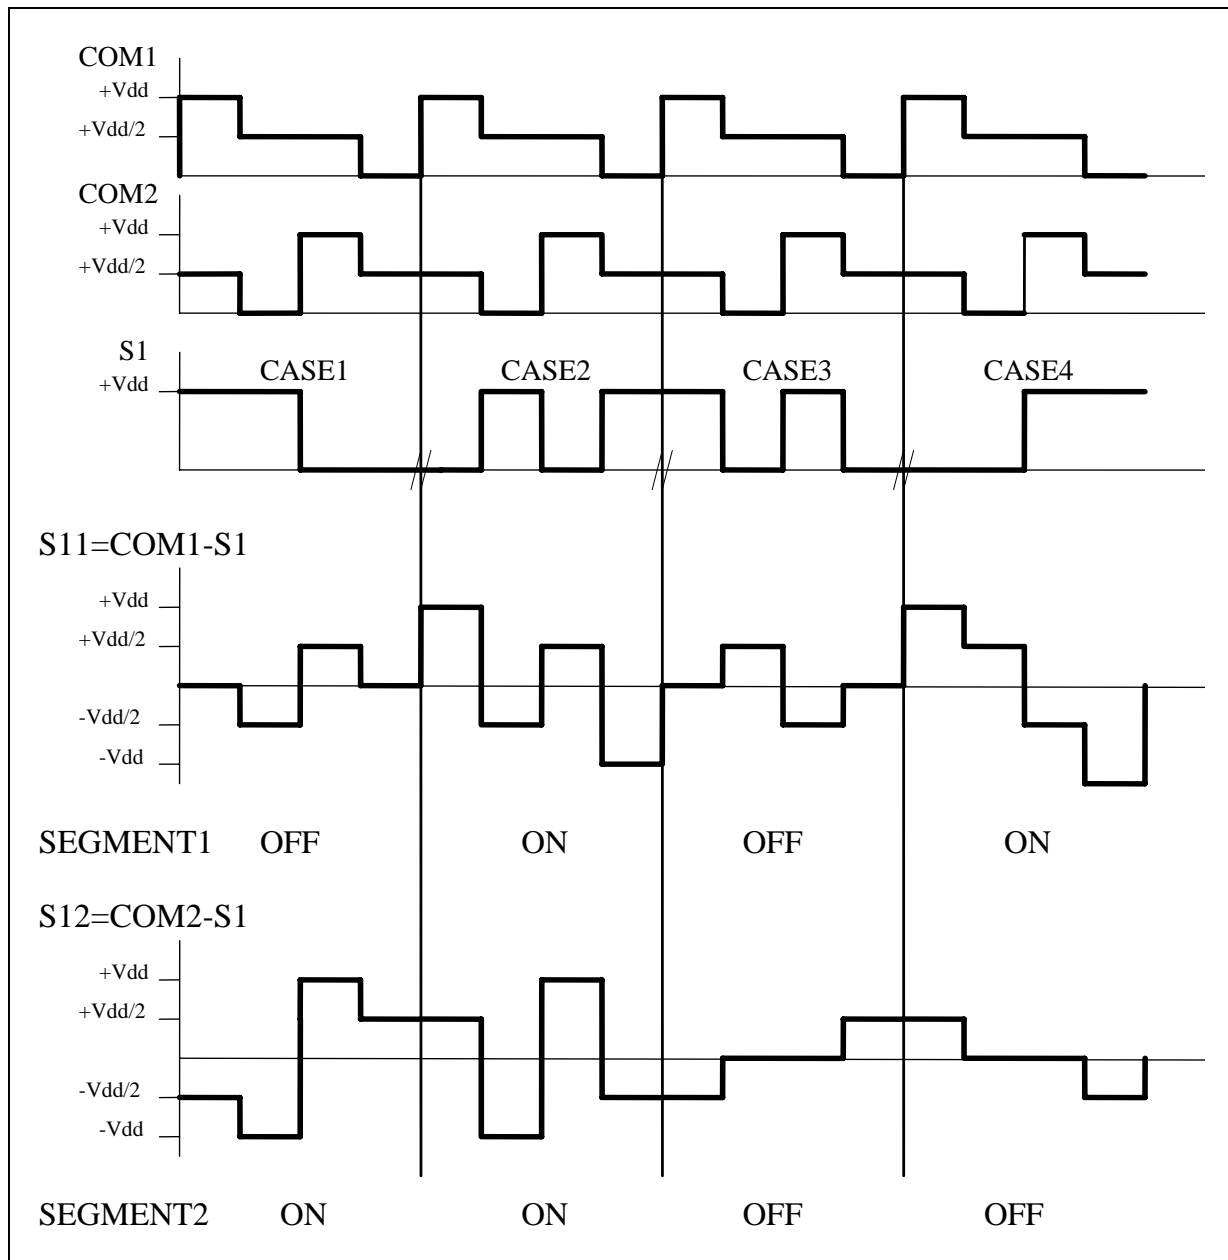 COM1
+Vdd
+Vdd/2
COM2
+Vdd
+Vdd/2
S1
CASE1 CASE2 CASE3 CASE4
+Vdd
S11=COM1-S1
+Vdd
+Vdd/2
-Vdd/2
-Vdd
SEGMENT1 OFF ON OFF ON
S12=COM2-S1
+Vdd
+Vdd/2
-Vdd/2
-Vdd
SEGMENT2 ON ON OFF OFF